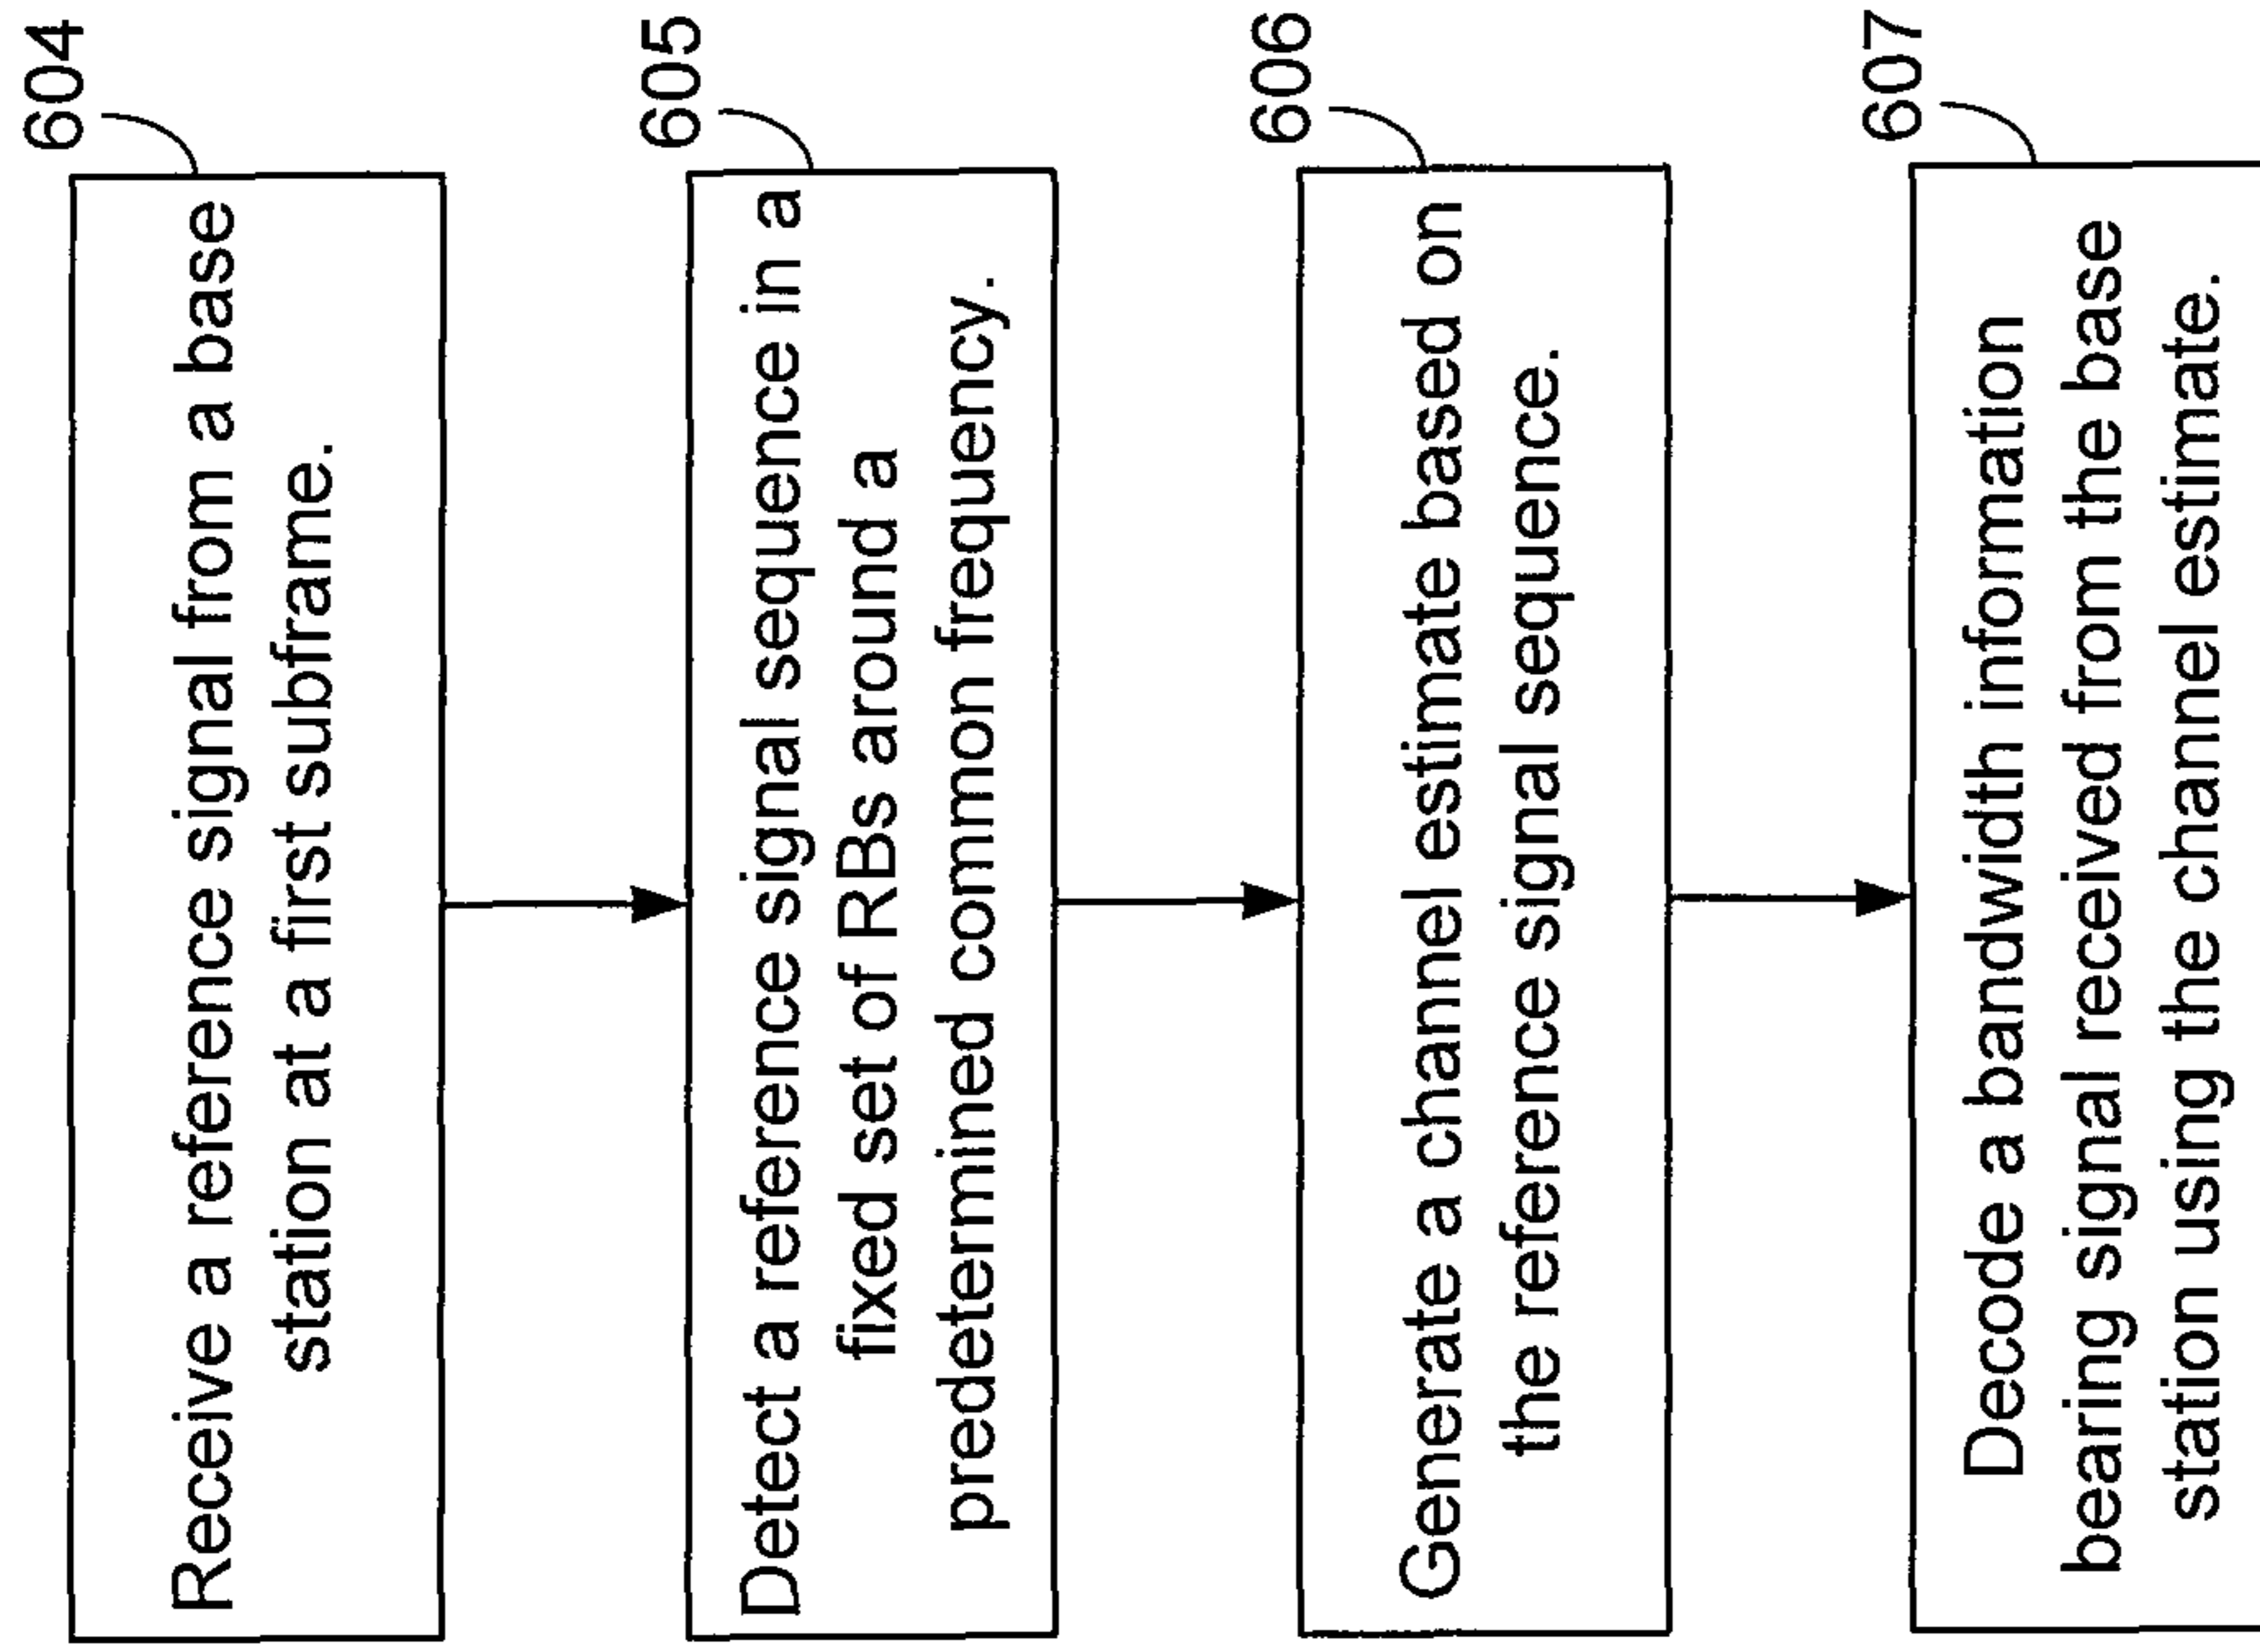 604
Receive a reference signal from a base
station at a first subframe.
605
Detect a reference signal sequence in a
fixed set of RBs around a
predetermined common frequency.
606
Generate a channel estimate based on
the reference signal sequence.
607
Decode a bandwidth information
bearing signal received from the base
station using the channel estimate.